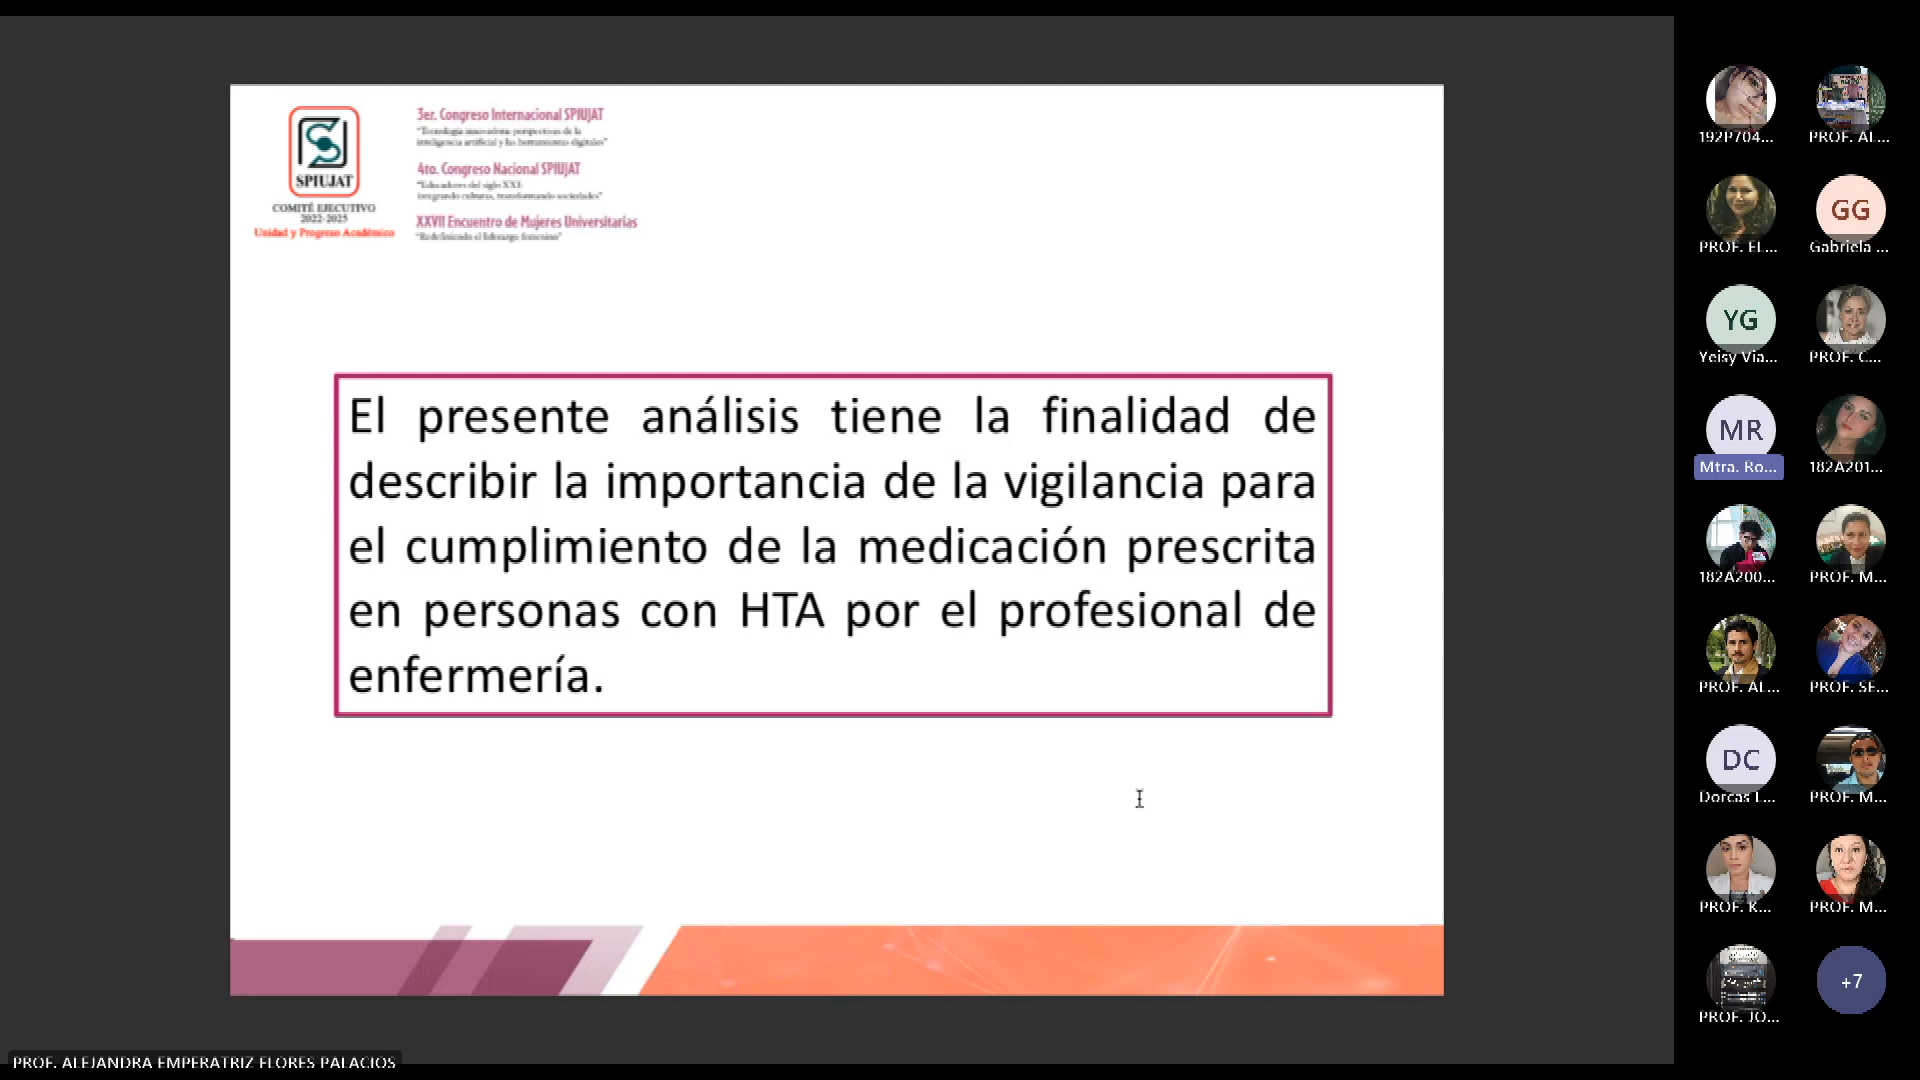 SPIUJAT
COMITÉ EJECUTIVO
2022-2025
Unidad y Progreso Académico
3er. Congreso Internacional SPIUJAT
"Tecnología innovadora: perspectivas de la
inteligencia artificial y las herramientas digitales"
4to. Congreso Nacional SPIUJAT
"Educadores del siglo XXI:
integrando culturas, transformando sociedades"
XXVII Encuentro de Mujeres Universitarias
"Redefiniendo el liderazgo femenino"
El presente análisis tiene la finalidad de
describir la importancia de la vigilancia para
el cumplimiento de la medicación prescrita
en personas con HTA por el profesional de
enfermería.
192P704...
PROF. AL...
PROF. EL...
GG
Gabriela ...
YG
Yeisy Via...
PROF. C...
MR
Mtra. Ro...
182A201...
182A200...
PROF. M...
PROF. AL...
PROF. SE...
DC
Dorcas L...
PROF. M...
PROF. K...
PROF. M...
PROF. JO...
+7
PROF. ALEJANDRA EMPERATRIZ FLORES PALACIOS